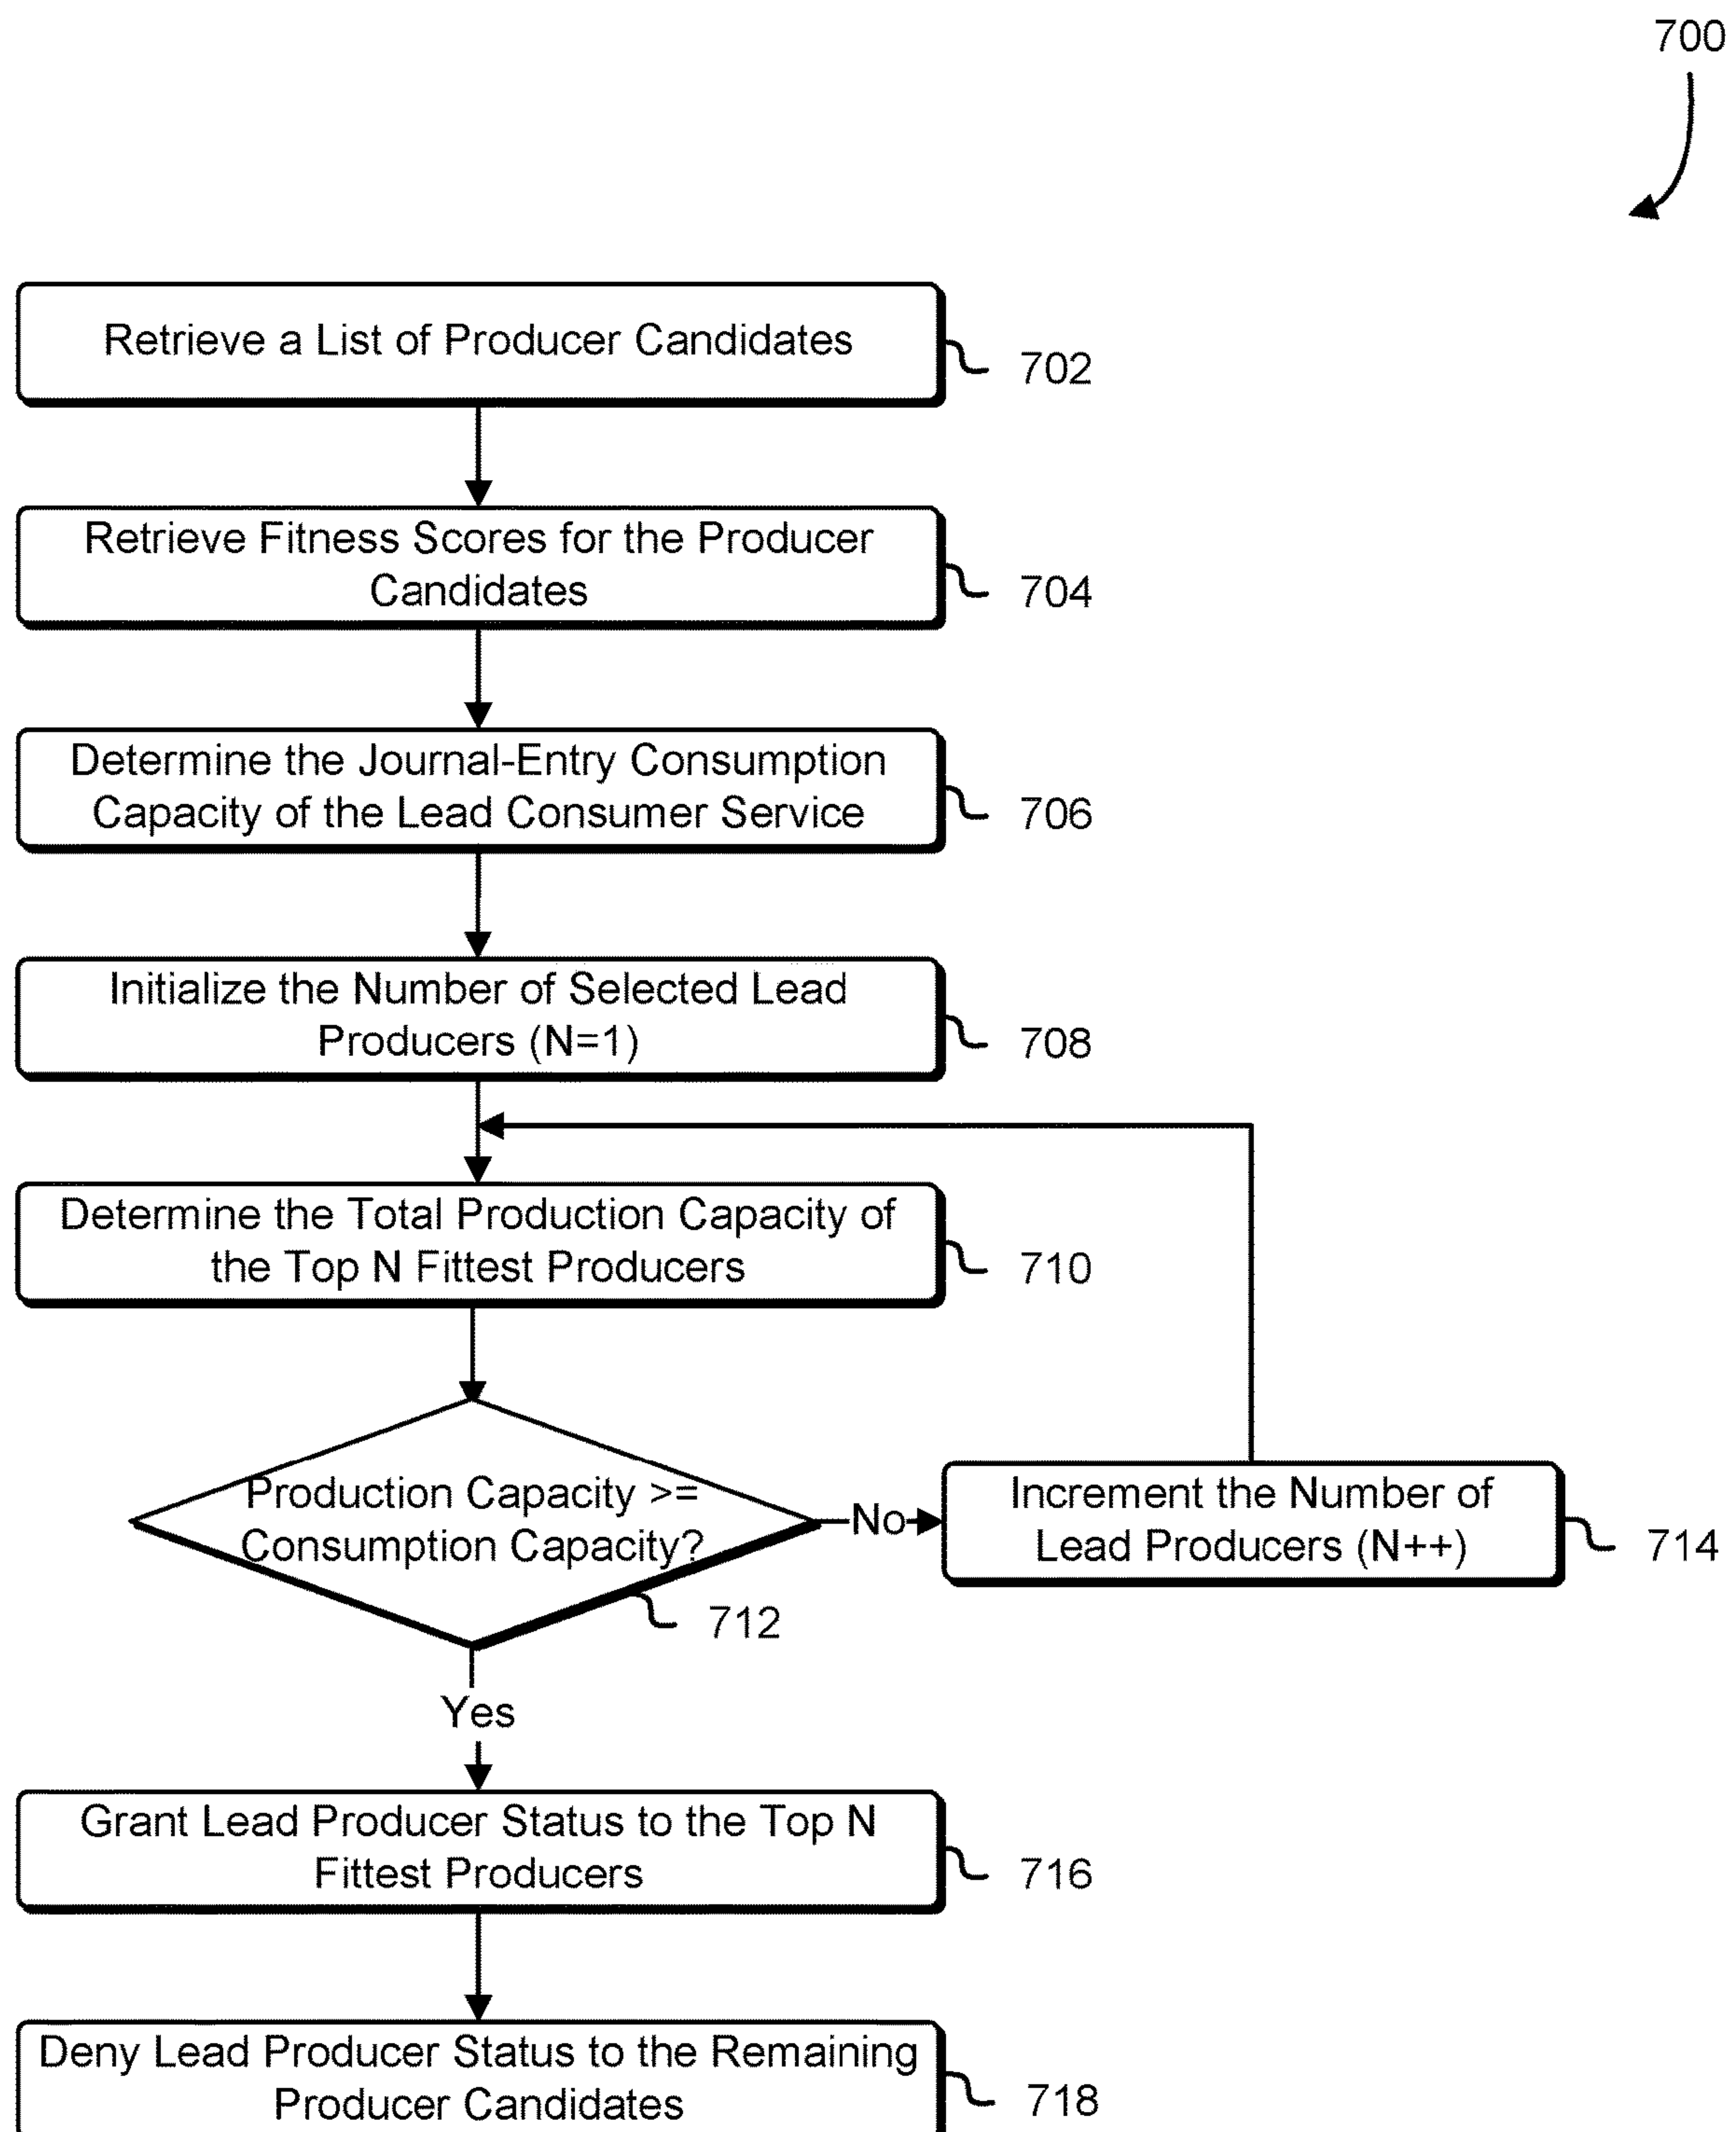 700
Retrieve a List of Producer Candidates
702
Retrieve Fitness Scores for the Producer
Candidates
704
Determine the Journal-Entry Consumption
Capacity of the Lead Consumer Service
706
Initialize the Number of Selected Lead
Producers (N=1)
708
Determine the Total Production Capacity of
the Top N Fittest Producers
710
Production Capacity >=
Consumption Capacity?
712
No
Increment the Number of
Lead Producers (N++)
714
Yes
Grant Lead Producer Status to the Top N
Fittest Producers
716
Deny Lead Producer Status to the Remaining
Producer Candidates
718